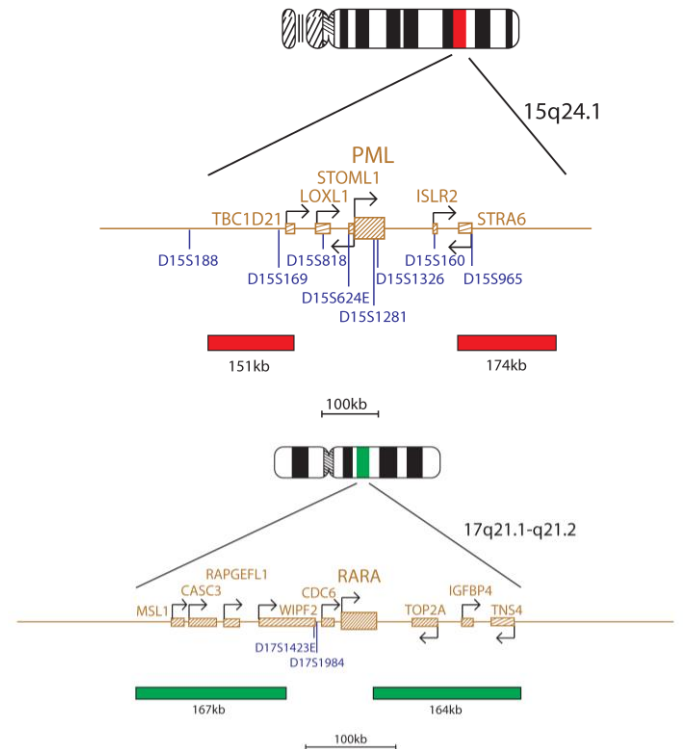 15q24.1
PML
STOML1
LOXL1
ISLR2
TBC1D21
STRA6
D15S188
D15S818
D15S160
D15S169
D15S1326
D15S965
D15S624E
D15S1281
151kb
174kb
100kb
17q21.1-q21.2
RARA
RAPGEFL1
CASC3
CDC6
IGFBP4
MSL1
WIPF2
TOP2A
TNS4
D17S1423E
D17S1984
167kb
164kb
100kb